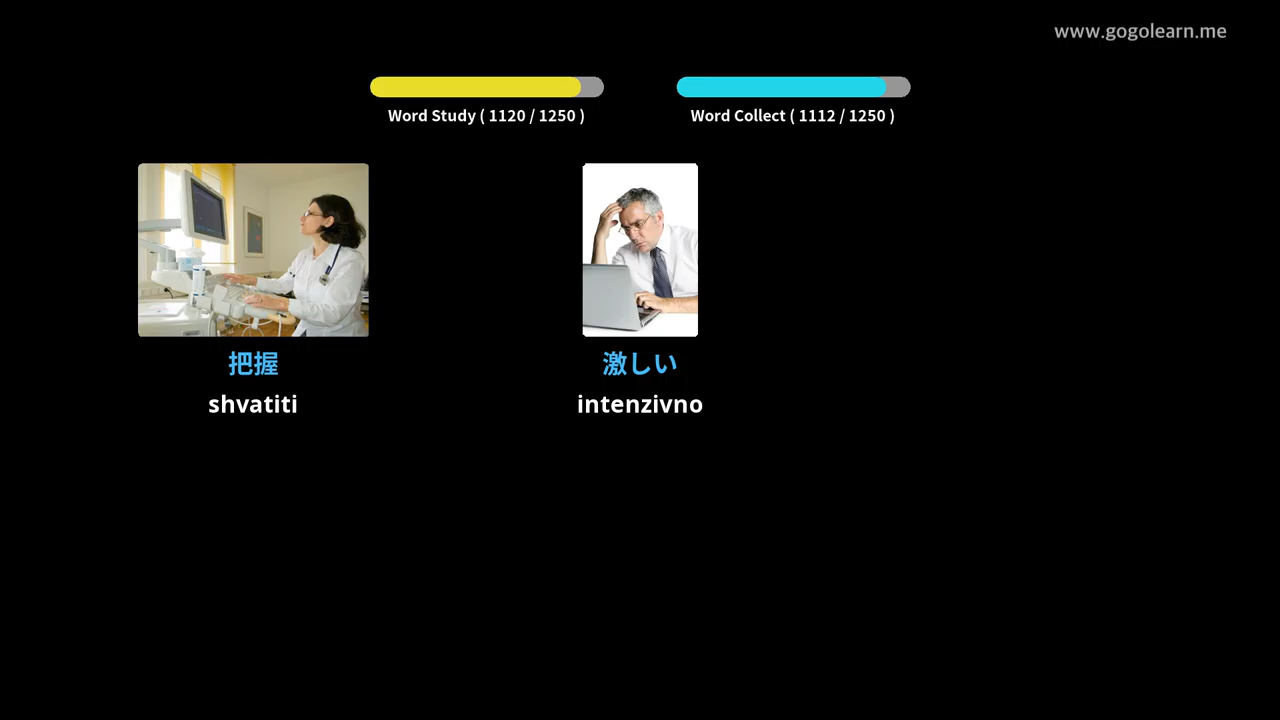 www.gogolearn.me
Word Study ( 1120 / 1250 )
Word Collect ( 1112 / 1250 )
把握
shvatiti
激しい
intenzivno